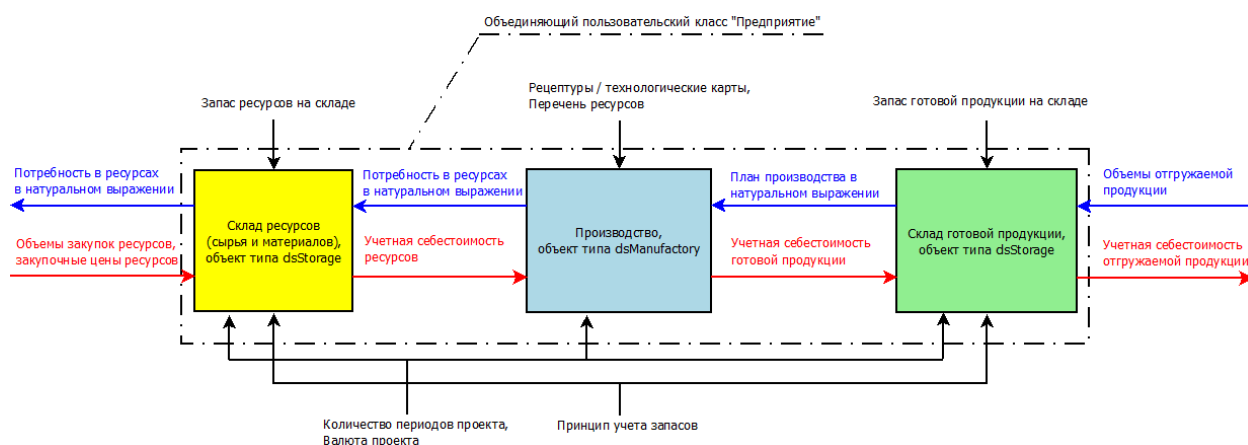 Объединяющий пользовательский класс "Предприятие"
Запас ресурсов на складе
Рецептуры / технологические карты,
Перечень ресурсов
Запас готовой продукции на складе
Потребность в ресурсах
в натуральном выражении
Объемы закупок ресурсов,
закупочные цены ресурсов
Склад ресурсов
(сырья и материалов),
объект типа dsStorage
Потребность в ресурсах
в натуральном выражении
Учетная себестоимость
ресурсов
Производство,
объект типа dsManufactory
План производства в
натуральном выражении
Учетная себестоимость
готовой продукции
Склад готовой продукции,
объект типа dsStorage
Объемы отгружаемой
продукции
Учетная себестоимость
отгружаемой продукции
Количество периодов проекта,
Валюта проекта
Принцип учета запасов